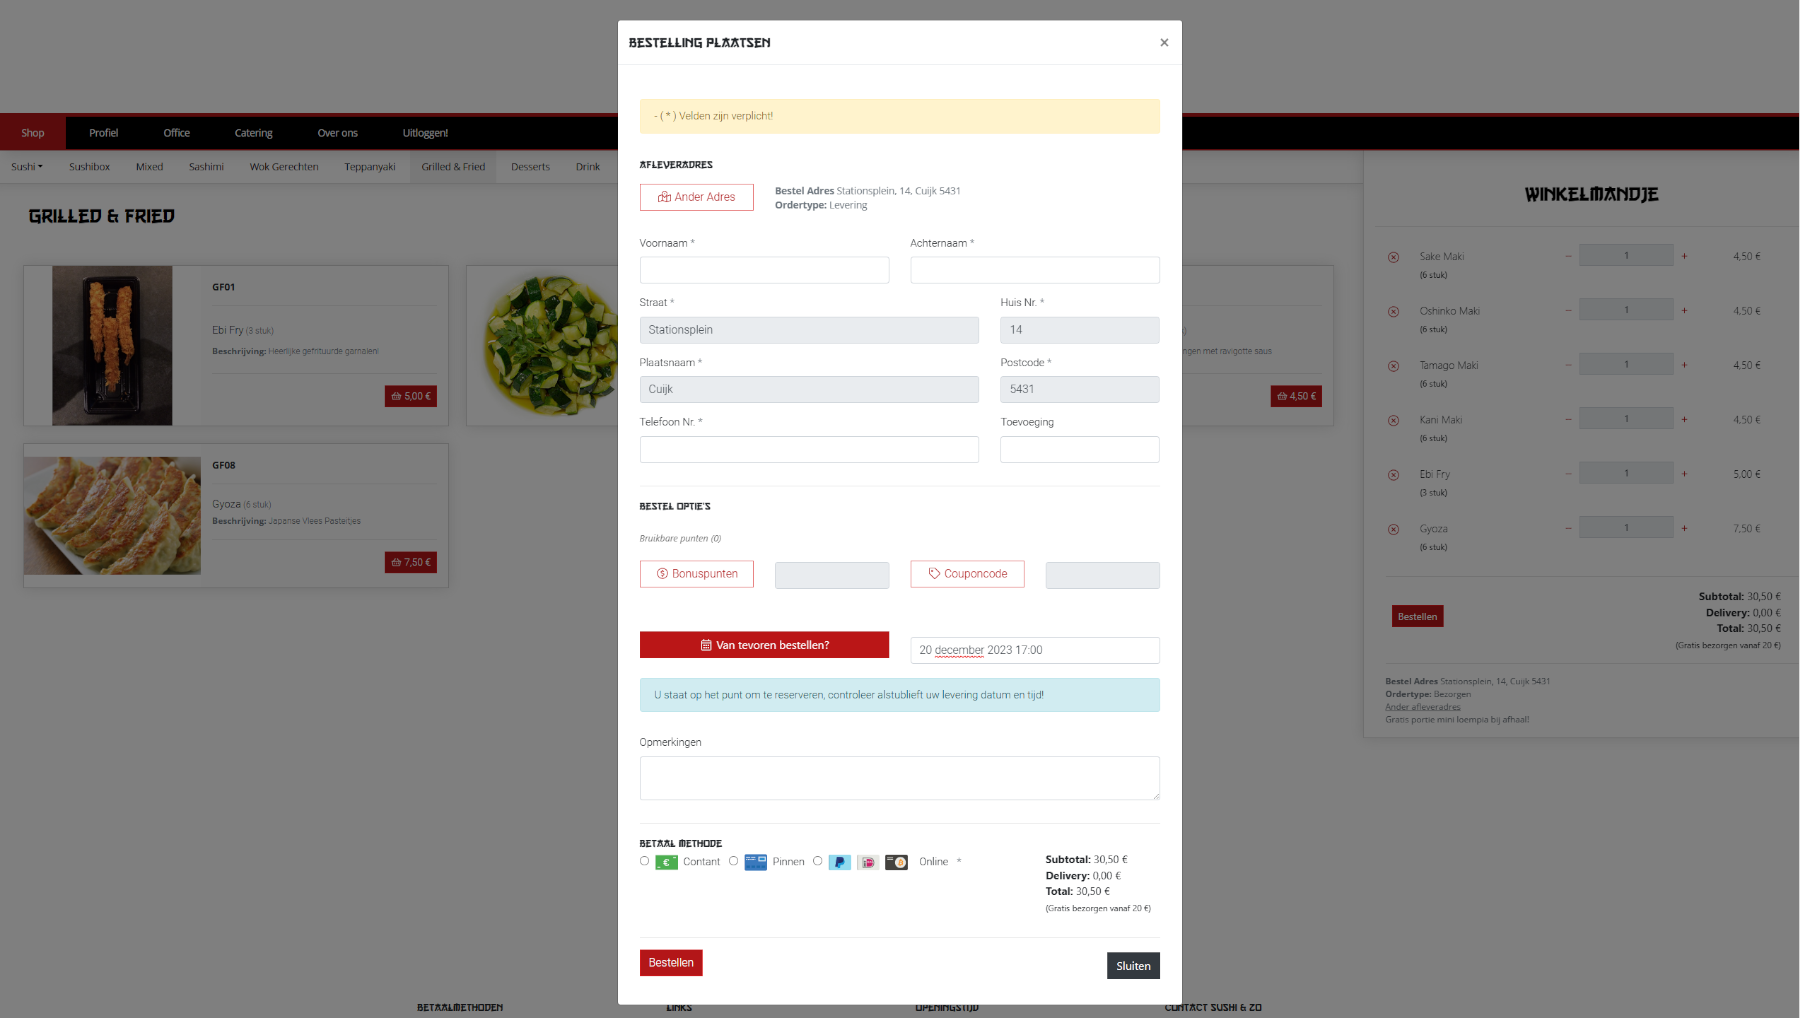 Shop Profiel Office Catering Over ons Uitloggen!
Sushi Sushibox Mixed Sashimi Wok Gerechten Teppanyaki Grilled & Fried Desserts Drink
GRILLED & FRIED
GF01
Ebi Fry (3 stuk)
Beschrijving: Heerlijke gefrituurde garnalen!
5,00 €
GF08
Gyoza (6 stuk)
Beschrijving: Japanse Vlees Pasteitjes
7,50 €
met ravigotte saus
4,50 €
BESTELLING PLAATSEN ×
- ( * ) Velden zijn verplicht!
AFLEVERADRES
Ander Adres
Bestel Adres Stationsplein, 14, Cuijk 5431
Ordertype: Levering
Voornaam * Achternaam *
Straat * Huis Nr. *
Stationsplein 14
Plaatsnaam * Postcode *
Cuijk 5431
Telefoon Nr. * Toevoeging
BESTEL OPTIE'S
Bruikbare punten (0)
Bonuspunten Couponcode
Van tevoren bestellen? 20 december 2023 17:00
U staat op het punt om te reserveren, controleer alstublieft uw levering datum en tijd!
Opmerkingen
BETAAL METHODE
Contant Pinnen Online *
Subtotal: 30,50 €
Delivery: 0,00 €
Total: 30,50 €
(Gratis bezorgen vanaf 20 €)
Bestellen Sluiten
WINKELMANDJE
Sake Maki − 1 + 4,50 €
(6 stuk)
Oshinko Maki − 1 + 4,50 €
(6 stuk)
Tamago Maki − 1 + 4,50 €
(6 stuk)
Kani Maki − 1 + 4,50 €
(6 stuk)
Ebi Fry − 1 + 5,00 €
(3 stuk)
Gyoza − 1 + 7,50 €
(6 stuk)
Bestellen
Subtotal: 30,50 €
Delivery: 0,00 €
Total: 30,50 €
(Gratis bezorgen vanaf 20 €)
Bestel Adres Stationsplein, 14, Cuijk 5431
Ordertype: Bezorgen
Ander afleveradres
Gratis portie mini loempia bij afhaal!
BETAALMETHODEN LINKS OPENINGSTIJD CONTACT SUSHI & ZO